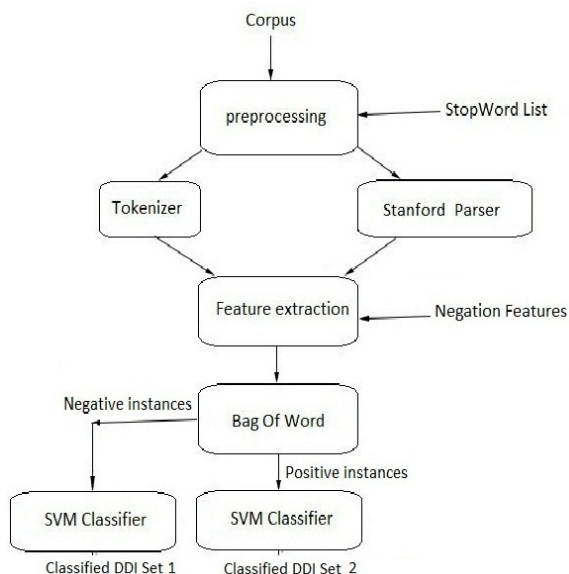 Corpus
preprocessing
StopWord List
Tokenizer
Stanford Parser
Feature extraction
Negation Features
Negative instances
Bag Of Word
Positive instances
SVM Classifier
SVM Classifier
Classified DDI Set 1
Classified DDI Set 2